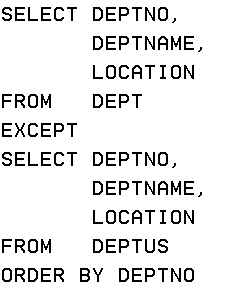 SELECT DEPTNO,
       DEPTNAME,
       LOCATION
FROM   DEPT
EXCEPT
SELECT DEPTNO,
       DEPTNAME,
       LOCATION
FROM   DEPTUS
ORDER BY DEPTNO